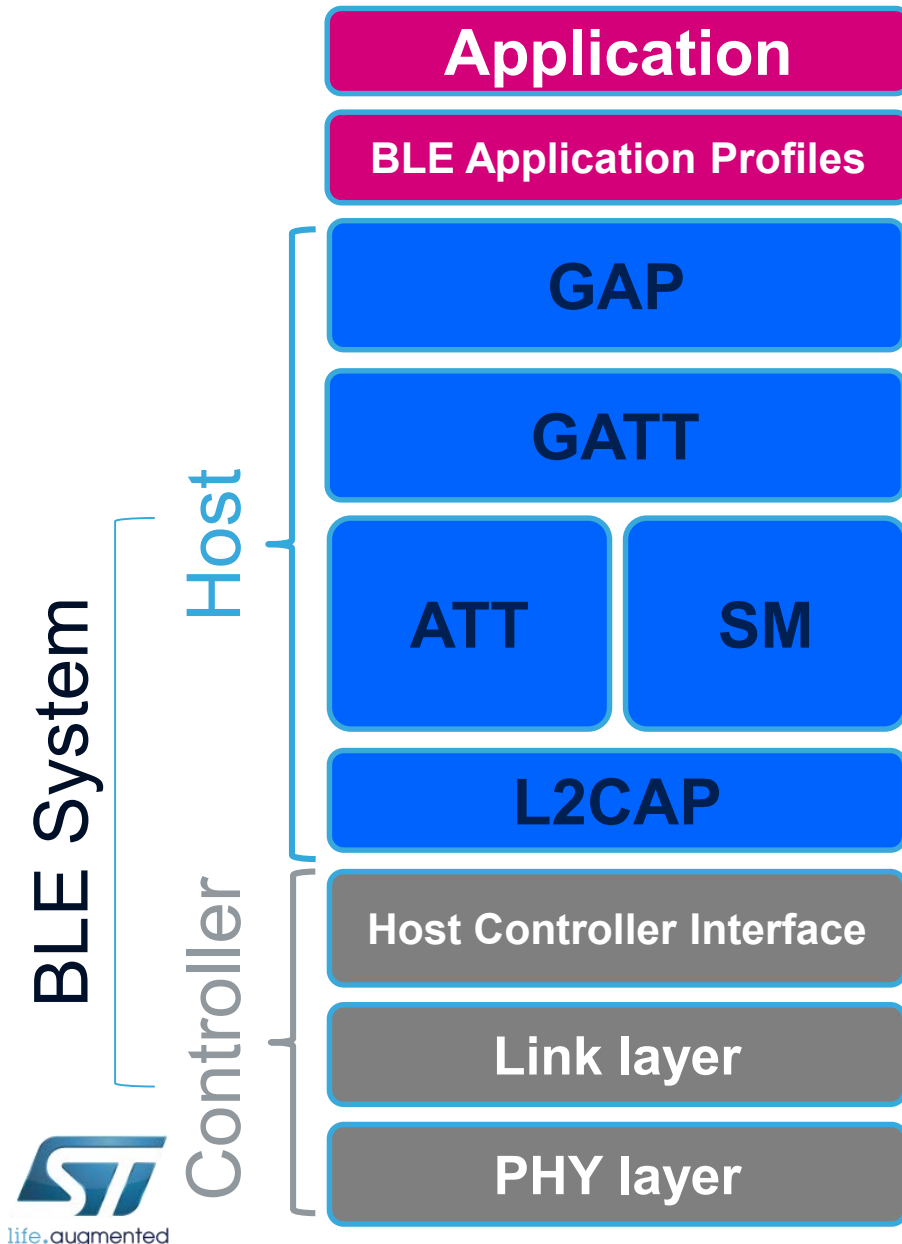 Application
BLE Application Profiles
GAP
GATT
Host
ATT
SM
BLE System
L2CAP
Controller
Host Controller Interface
Link layer
PHY layer
ST
life.augmented